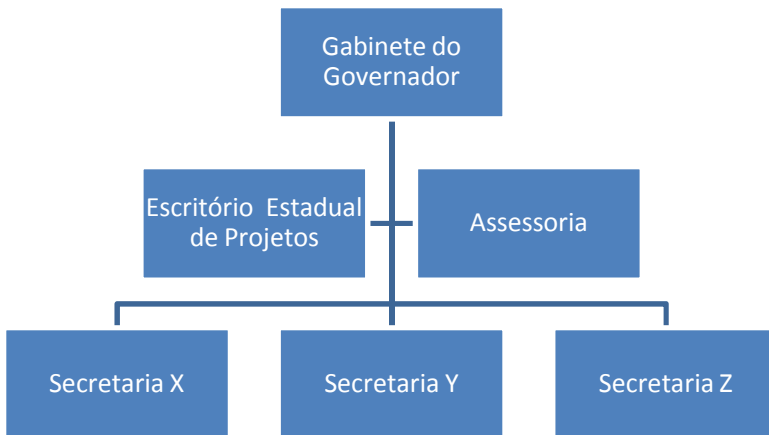 Gabinete do
Governador
Escritório Estadual
de Projetos
Assessoria
Secretaria X
Secretaria Y
Secretaria Z